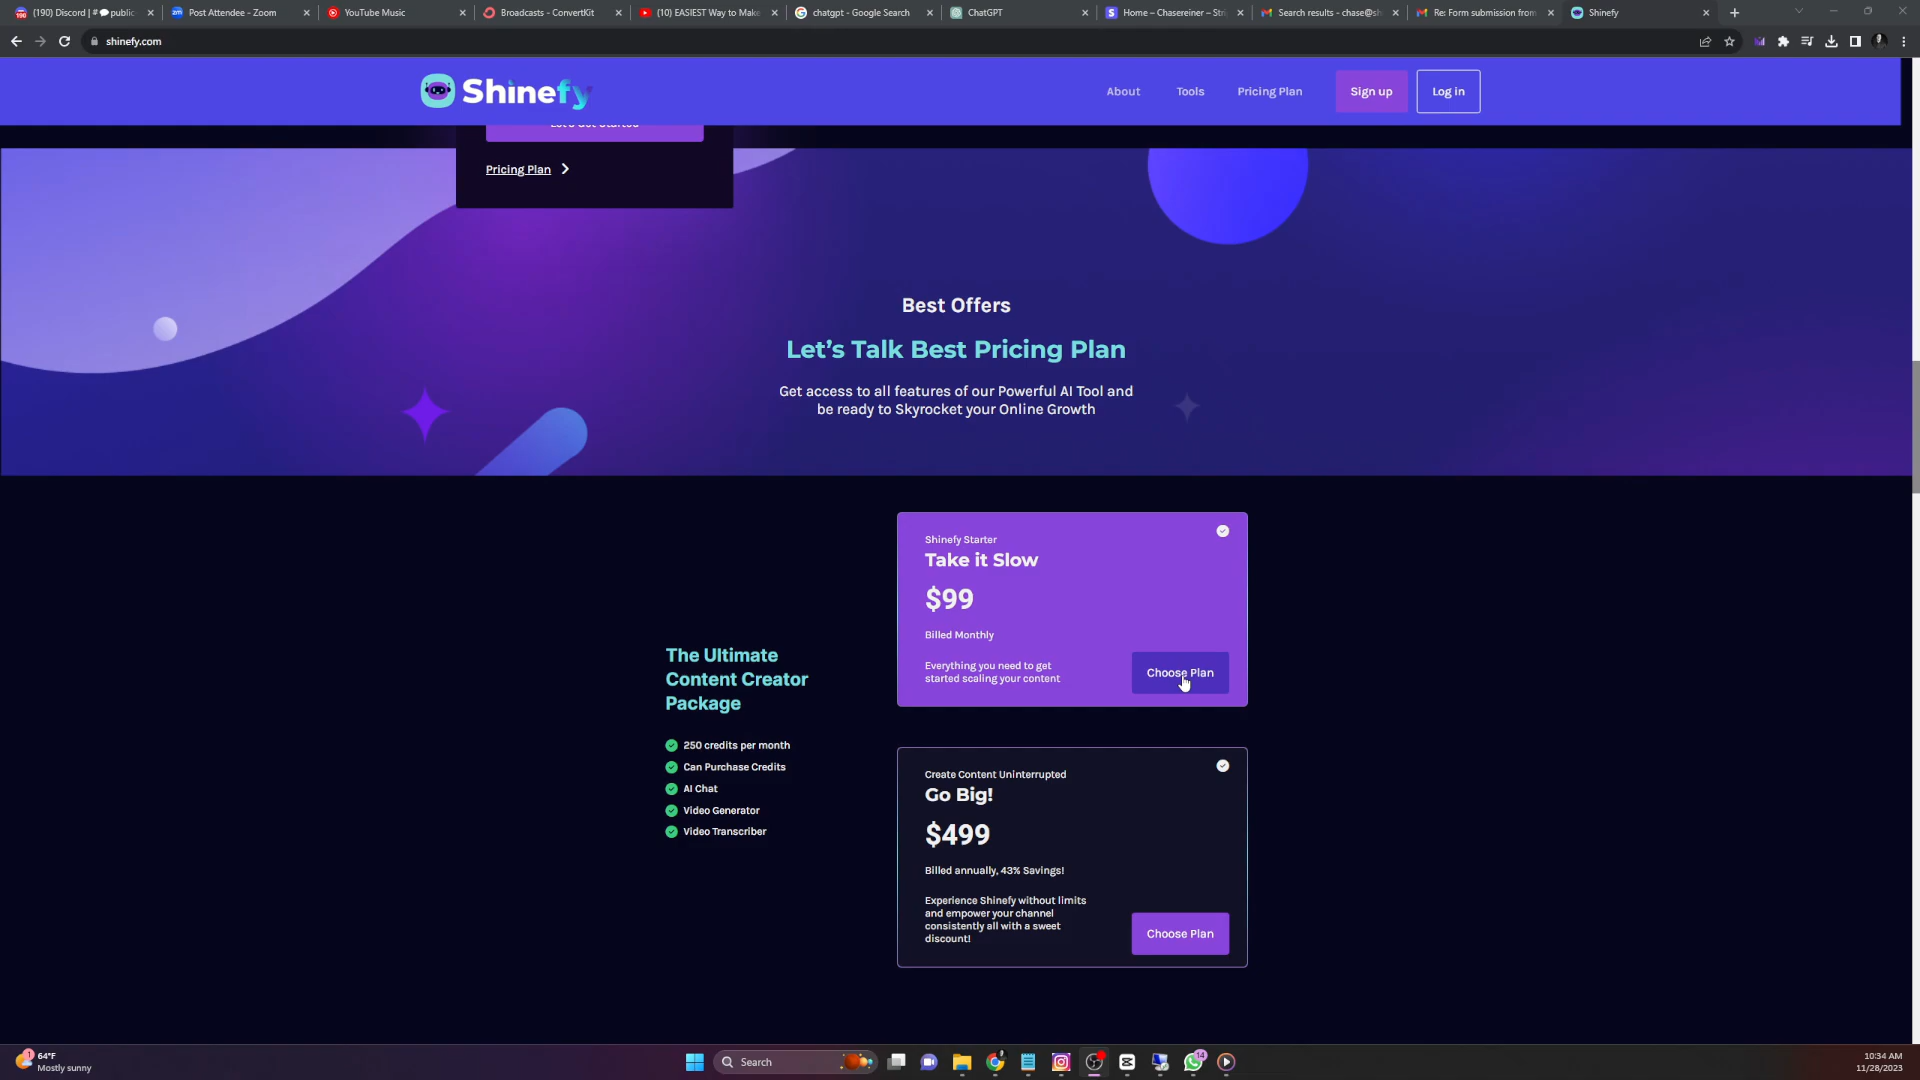 (190) Discord | # 💬public
Post Attendee - Zoom
YouTube Music
Broadcasts - ConvertKit
(10) EASIEST Way to Make
chatgpt - Google Search
ChatGPT
Home – Chasereiner – Str
Search results - chase@sh
Re: Form submission from
Shinefy
shinefy.com
Shinefy
About
Tools
Pricing Plan
Sign up
Log in
Let's Get Started
Pricing Plan
Best Offers
Let’s Talk Best Pricing Plan
Get access to all features of our Powerful AI Tool and
be ready to Skyrocket your Online Growth
Shinefy Starter
Take it Slow
$99
Billed Monthly
Everything you need to get
started scaling your content
Choose Plan
The Ultimate
Content Creator
Package
250 credits per month
Can Purchase Credits
AI Chat
Video Generator
Video Transcriber
Create Content Uninterrupted
Go Big!
$499
Billed annually, 43% Savings!
Experience Shinefy without limits
and empower your channel
consistently all with a sweet
discount!
Choose Plan
1
64°F
Mostly sunny
Search
14
10:34 AM
11/28/2023